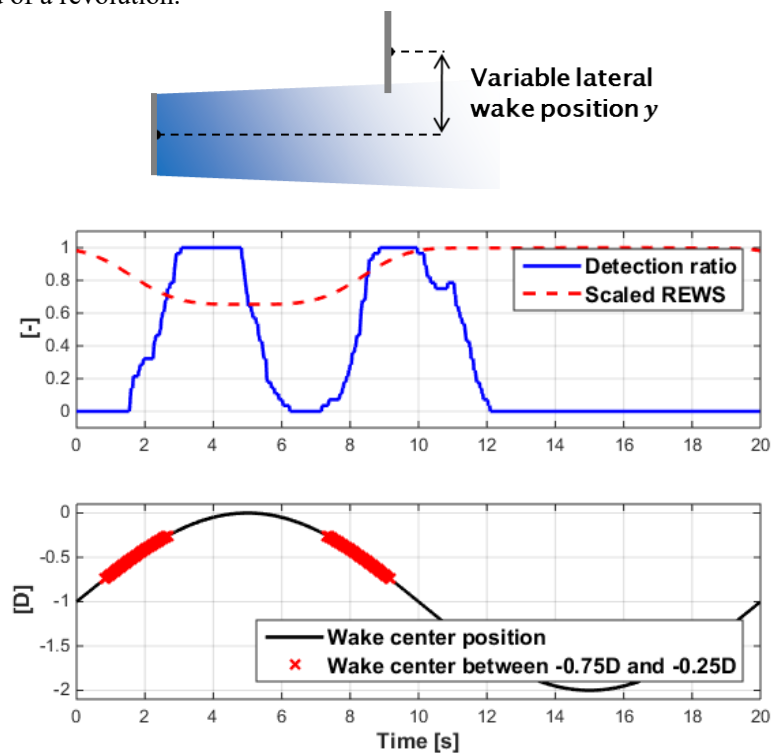 of a revolution.
Variable lateral
wake position y
1
0.8
0.6
0.4
0.2
0
[-]
Detection ratio
Scaled REWS
0 2 4 6 8 10 12 14 16 18 20
0
-0.5
-1
-1.5
-2
[D]
Wake center position
Wake center between -0.75D and -0.25D
0 2 4 6 8 10 12 14 16 18 20
Time [s]